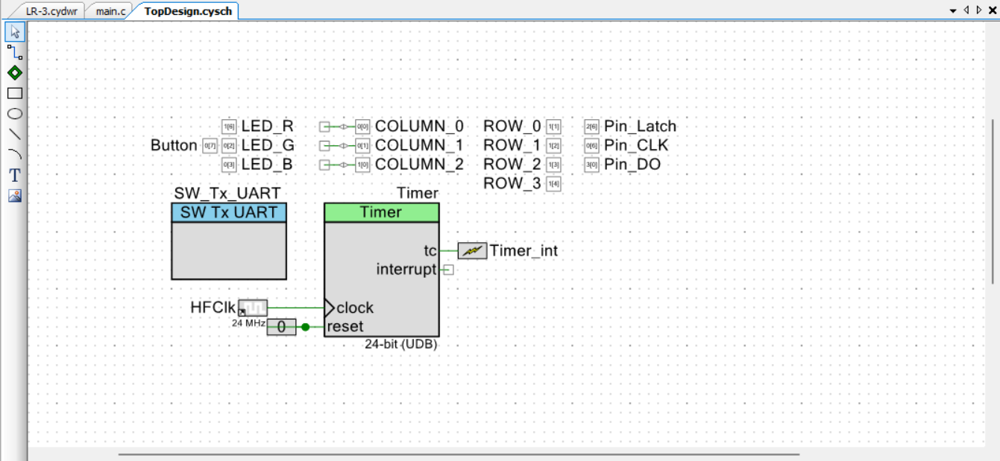 LR-3.cydwr main.c TopDesign.cysch
1[6] LED_R 0[0] COLUMN_0 ROW_0 1[1] 2[6] Pin_Latch
Button 0[7] 0[2] LED_G 0[1] COLUMN_1 ROW_1 1[2] 0[6] Pin_CLK
0[3] LED_B 1[0] COLUMN_2 ROW_2 1[3] 3[0] Pin_DO
ROW_3 1[4]
SW_Tx_UART Timer
SW Tx UART Timer
tc Timer_int
interrupt
HFClk clock
24 MHz 0 reset
24-bit (UDB)
T